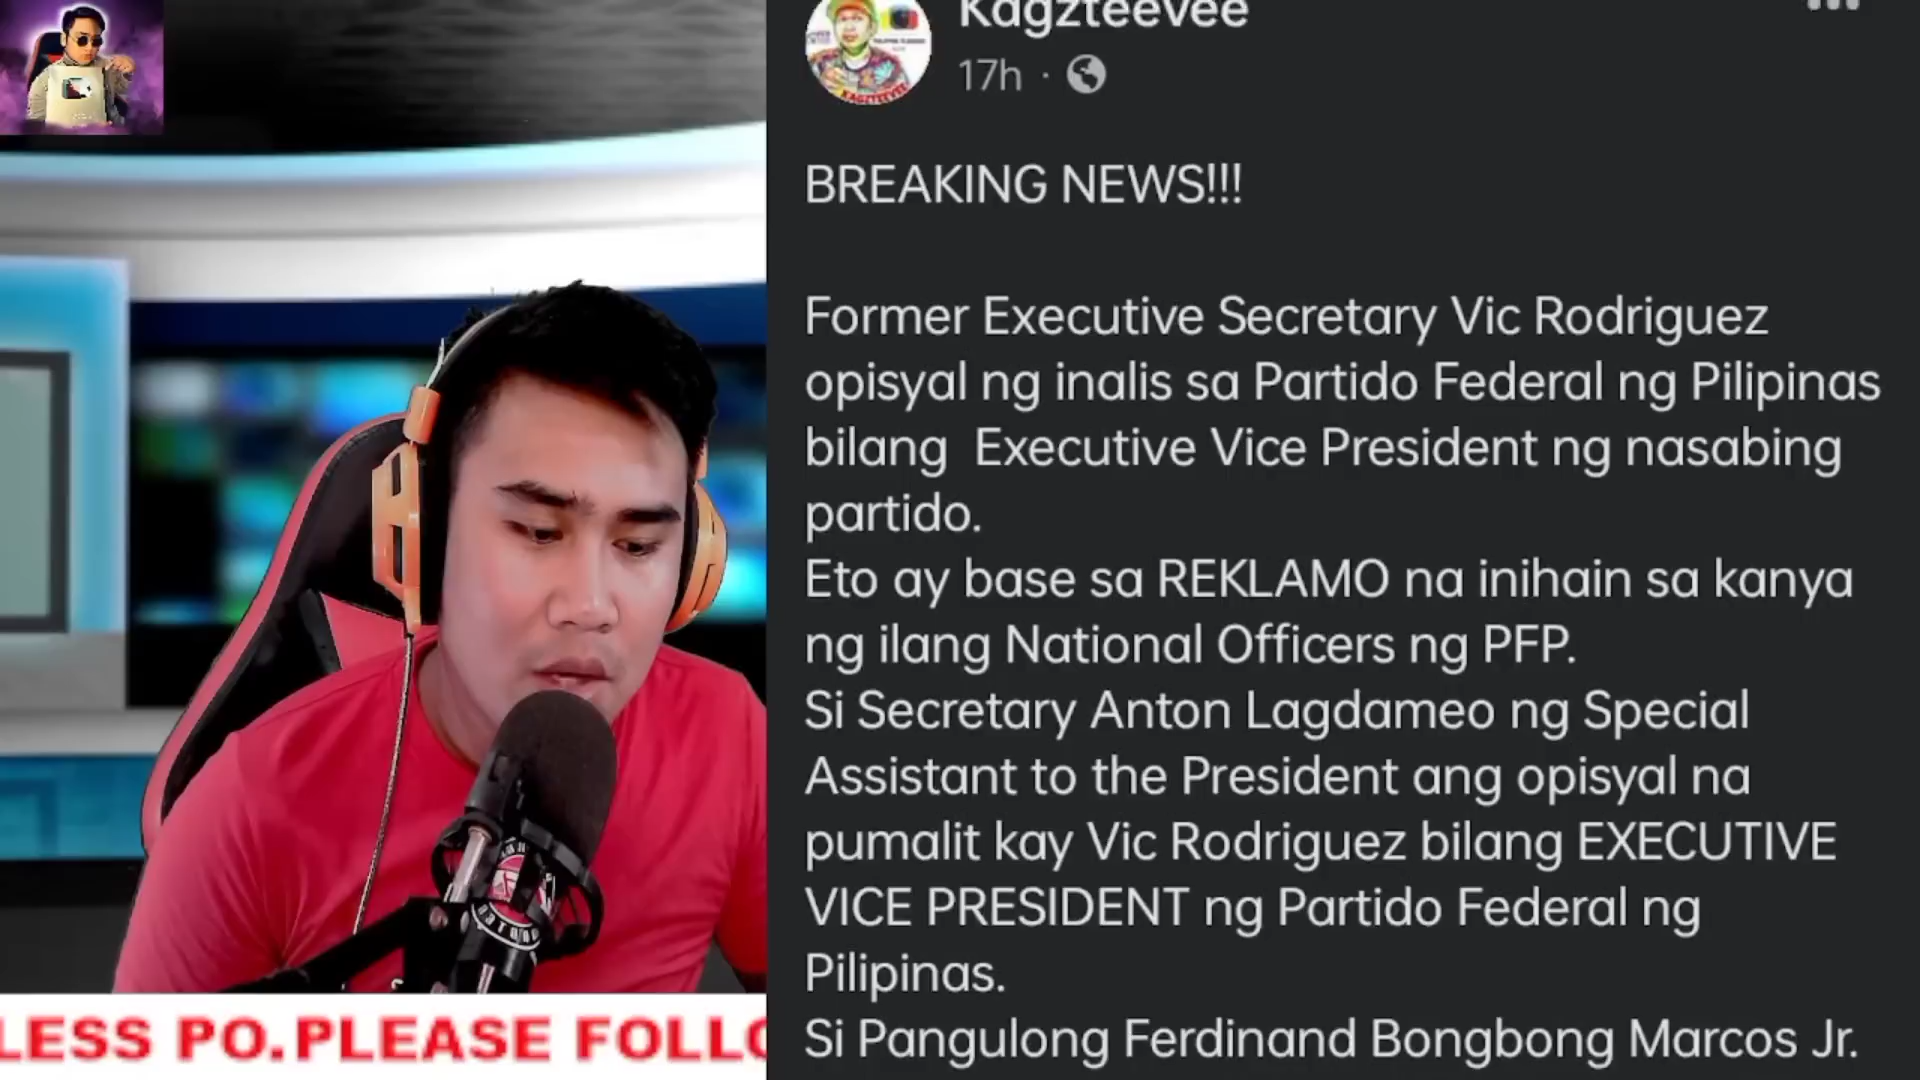 Kagzteevee
17h ·
BREAKING NEWS!!!
Former Executive Secretary Vic Rodriguez
opisyal ng inalis sa Partido Federal ng Pilipinas
bilang Executive Vice President ng nasabing
partido.
Eto ay base sa REKLAMO na inihain sa kanya
ng ilang National Officers ng PFP.
Si Secretary Anton Lagdameo ng Special
Assistant to the President ang opisyal na
pumalit kay Vic Rodriguez bilang EXECUTIVE
VICE PRESIDENT ng Partido Federal ng
Pilipinas.
Si Pangulong Ferdinand Bongbong Marcos Jr.
LESS PO.PLEASE FOLLO
KAGZTEEVEE